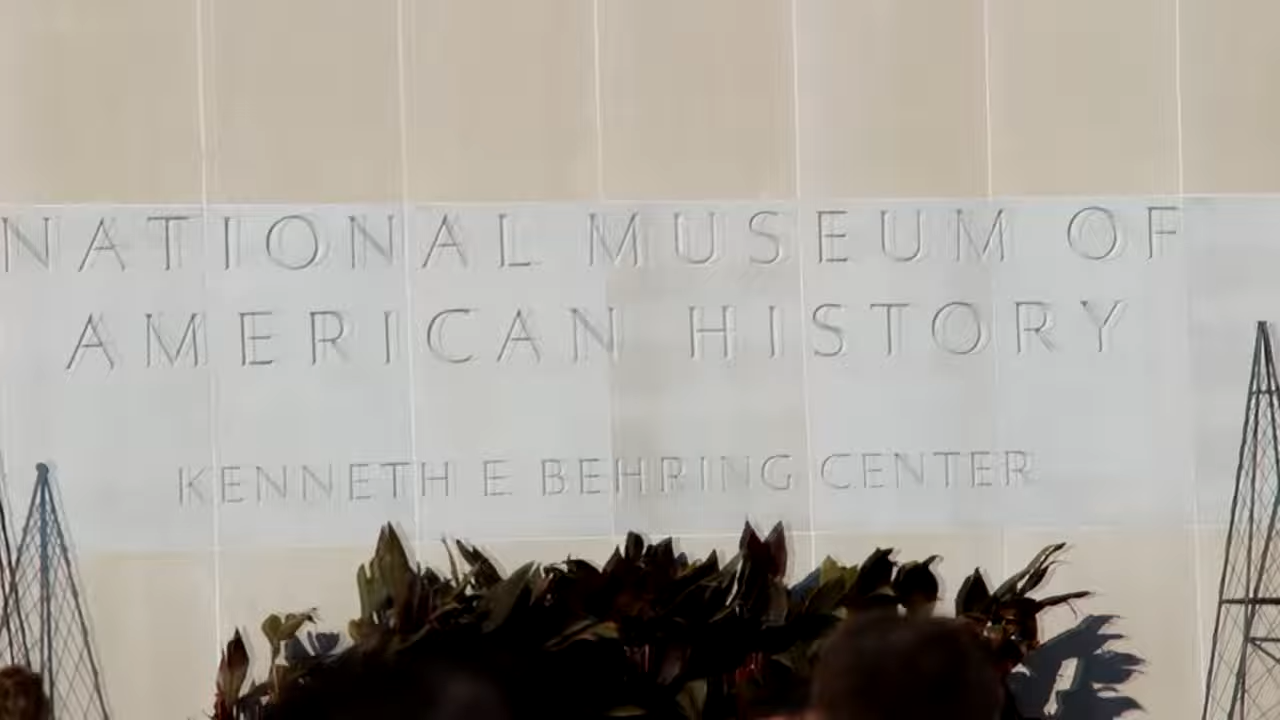 NATIONAL MUSEUM OF
AMERICAN HISTORY
KENNETH E BEHRING CENTER